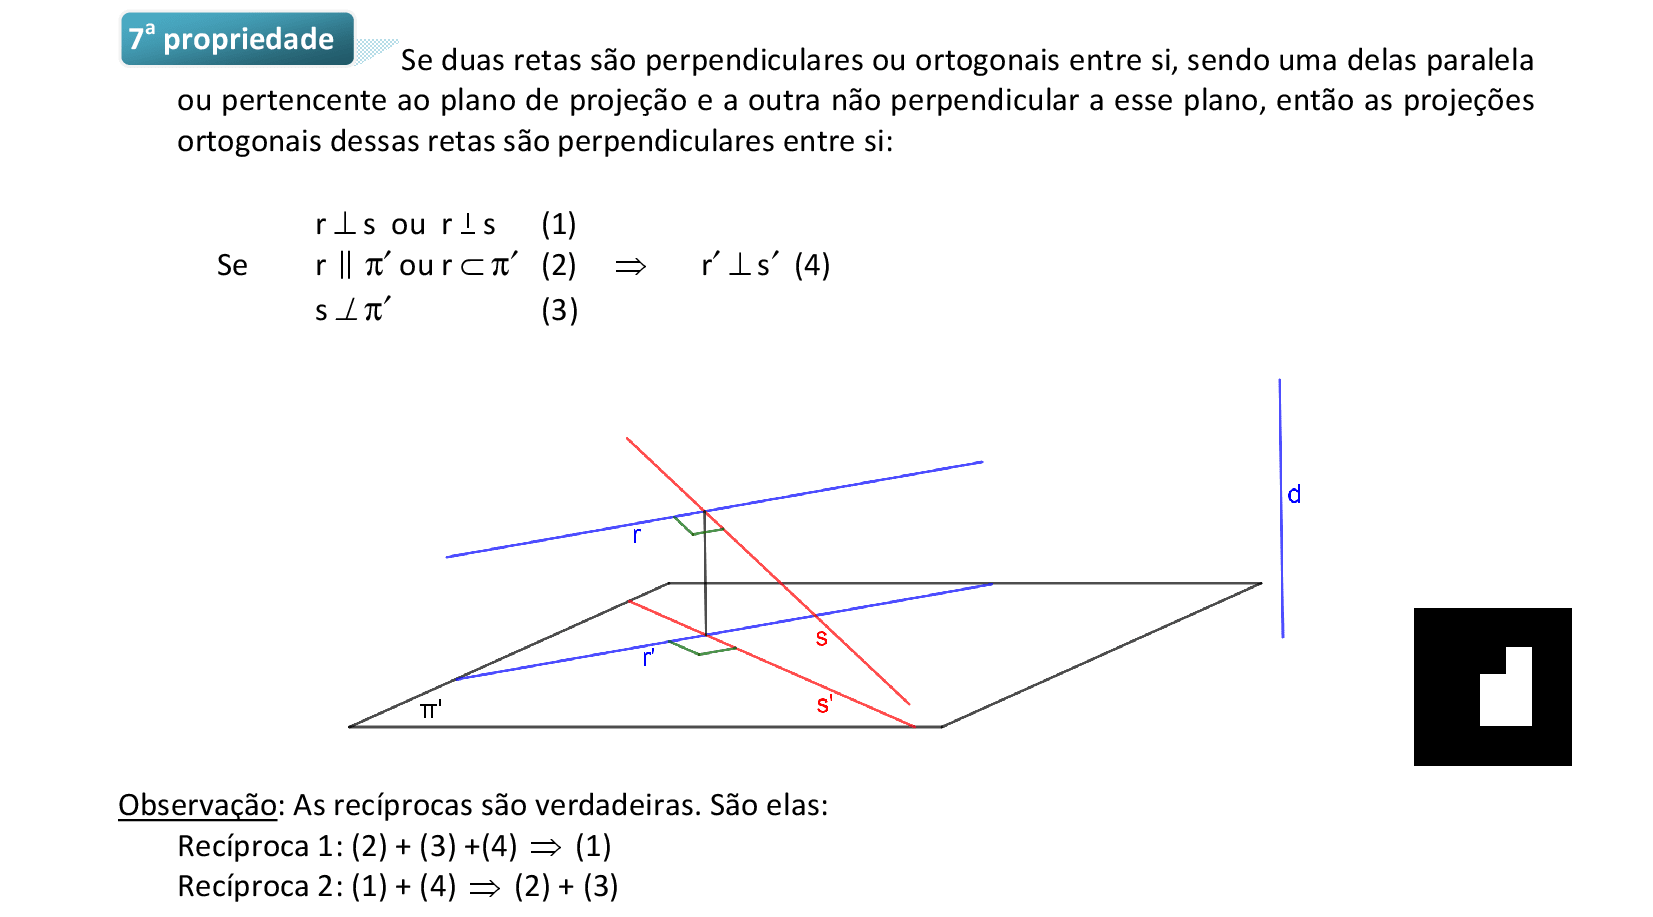 7ª propriedade
Se duas retas são perpendiculares ou ortogonais entre si, sendo uma delas paralela
ou pertencente ao plano de projeção e a outra não perpendicular a esse plano, então as projeções
ortogonais dessas retas são perpendiculares entre si:
r ⊥ s ou r ⊥ s (1)
Se r ∥ π′ ou r ⊂ π′ (2) ⇒ r′ ⊥ s′ (4)
s ⊥̸ π′ (3)
d
r
s
r'
s'
π'
Observação: As recíprocas são verdadeiras. São elas:
Recíproca 1: (2) + (3) +(4) ⇒ (1)
Recíproca 2: (1) + (4) ⇒ (2) + (3)